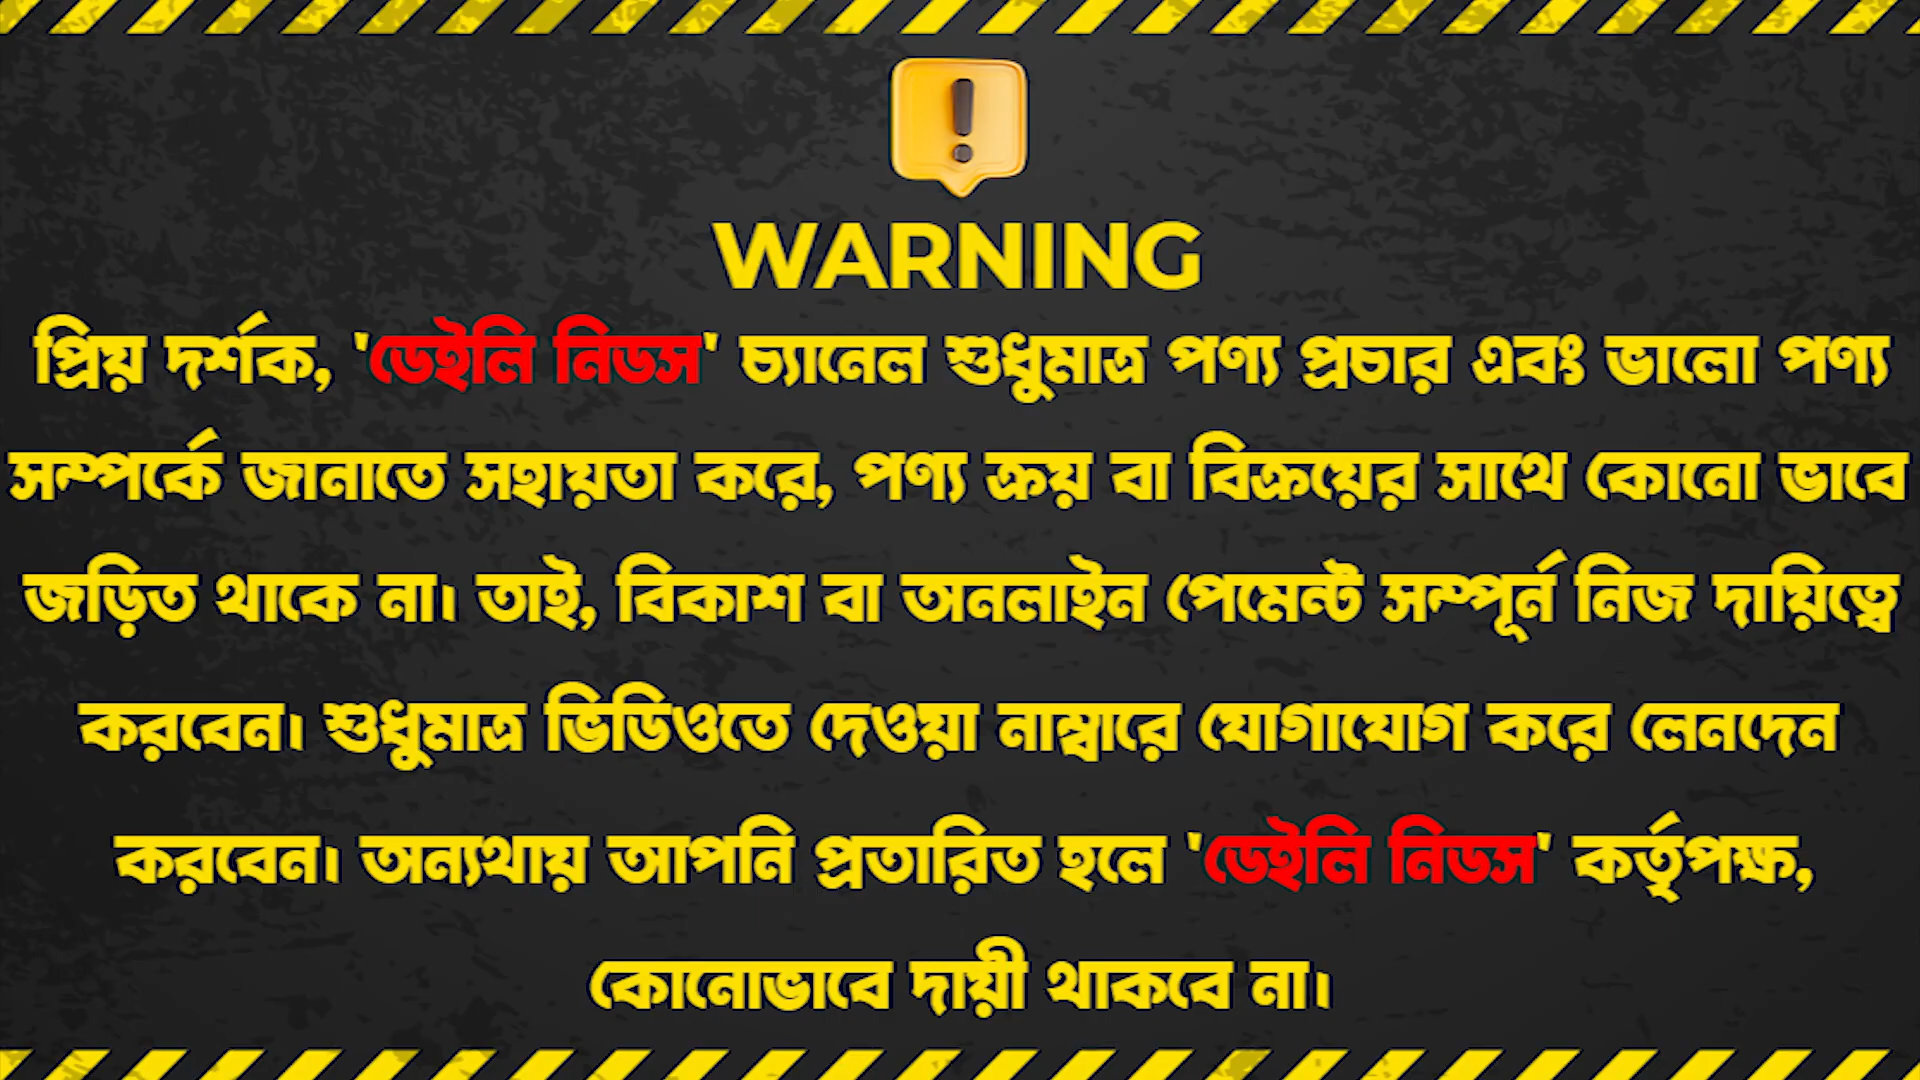 WARNING
প্রিয় দর্শক, 'ডেইলি নিডস' চ্যানেল শুধুমাত্র পণ্য প্রচার এবং ভালো পণ্য
সম্পর্কে জানাতে সহায়তা করে, পণ্য ক্রয় বা বিক্রয়ের সাথে কোনো ভাবে
জড়িত থাকে না। তাই, বিকাশ বা অনলাইন পেমেন্ট সম্পূর্ন নিজ দায়িত্বে
করবেন। শুধুমাত্র ভিডিওতে দেওয়া নাম্বারে যোগাযোগ করে লেনদেন
করবেন। অন্যথায় আপনি প্রতারিত হলে 'ডেইলি নিডস' কর্তৃপক্ষ,
কোনোভাবে দায়ী থাকবে না।